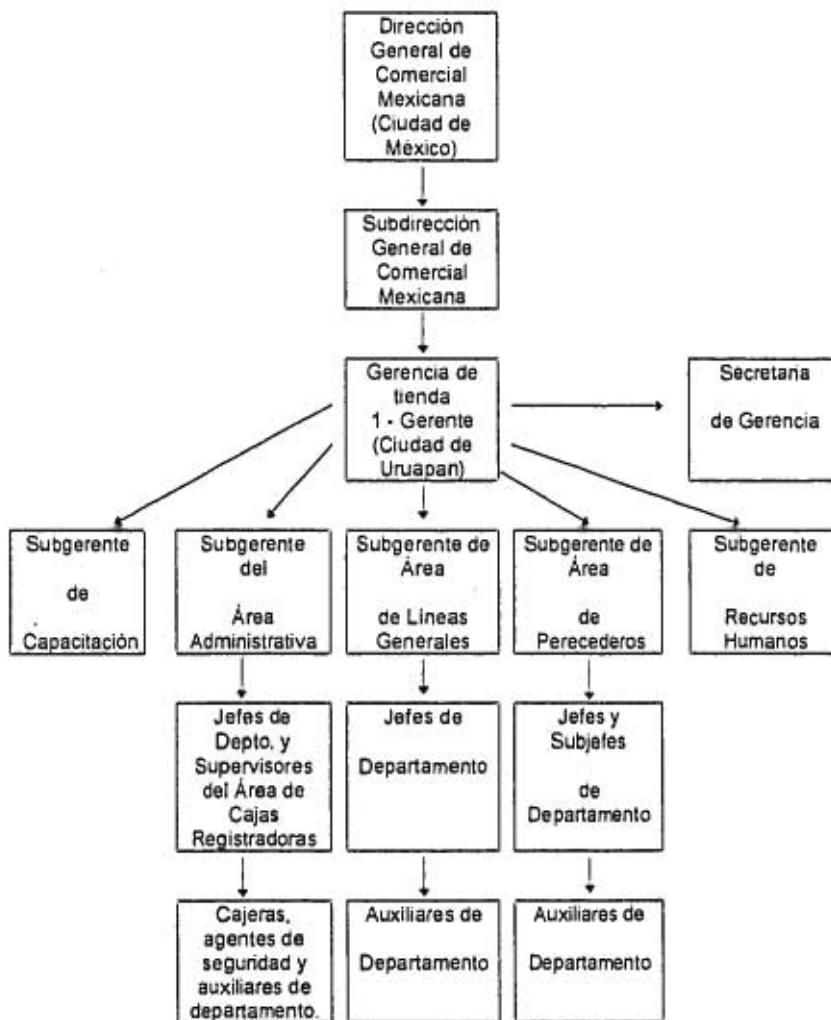 Dirección
General de
Comercial
Mexicana
(Ciudad de
México)
Subdirección
General de
Comercial
Mexicana
Gerencia de
tienda
1 - Gerente
(Ciudad de
Uruapan)
Secretaria
de Gerencia
Subgerente
de
Capacitación
Subgerente
del
Área
Administrativa
Subgerente de
Área
de Líneas
Generales
Subgerente de
Área
de
Perecederos
Subgerente
de
Recursos
Humanos
Jefes de
Depto. y
Supervisores
del Área de
Cajas
Registradoras
Jefes de
Departamento
Jefes y
Subjefes
de
Departamento
Cajeras,
agentes de
seguridad y
auxiliares de
departamento.
Auxiliares de
Departamento
Auxiliares de
Departamento